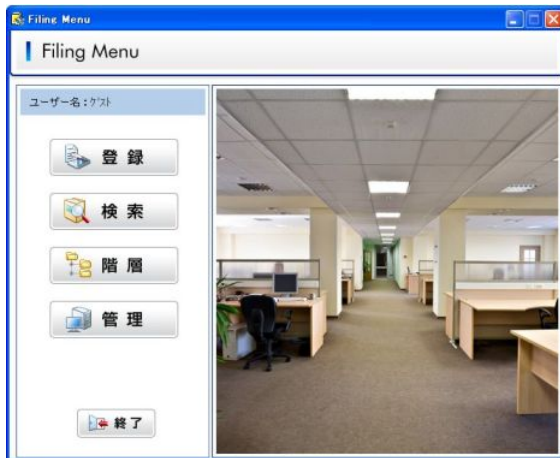 Filing Menu
Filing Menu
ユーザー名：ｹﾞｽﾄ
登 録
検 索
階 層
管 理
終了